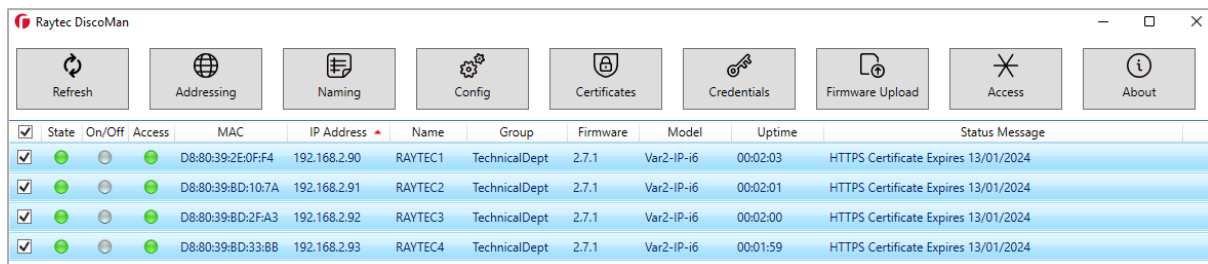 Raytec DiscoMan
Refresh Addressing Naming Config Certificates Credentials Firmware Upload Access About
State On/Off Access MAC IP Address Name Group Firmware Model Uptime Status Message
D8:80:39:2E:0F:F4 192.168.2.90 RAYTEC1 TechnicalDept 2.7.1 Var2-IP-i6 00:02:03 HTTPS Certificate Expires 13/01/2024
D8:80:39:BD:10:7A 192.168.2.91 RAYTEC2 TechnicalDept 2.7.1 Var2-IP-i6 00:02:01 HTTPS Certificate Expires 13/01/2024
D8:80:39:BD:2F:A3 192.168.2.92 RAYTEC3 TechnicalDept 2.7.1 Var2-IP-i6 00:02:00 HTTPS Certificate Expires 13/01/2024
D8:80:39:BD:33:BB 192.168.2.93 RAYTEC4 TechnicalDept 2.7.1 Var2-IP-i6 00:01:59 HTTPS Certificate Expires 13/01/2024